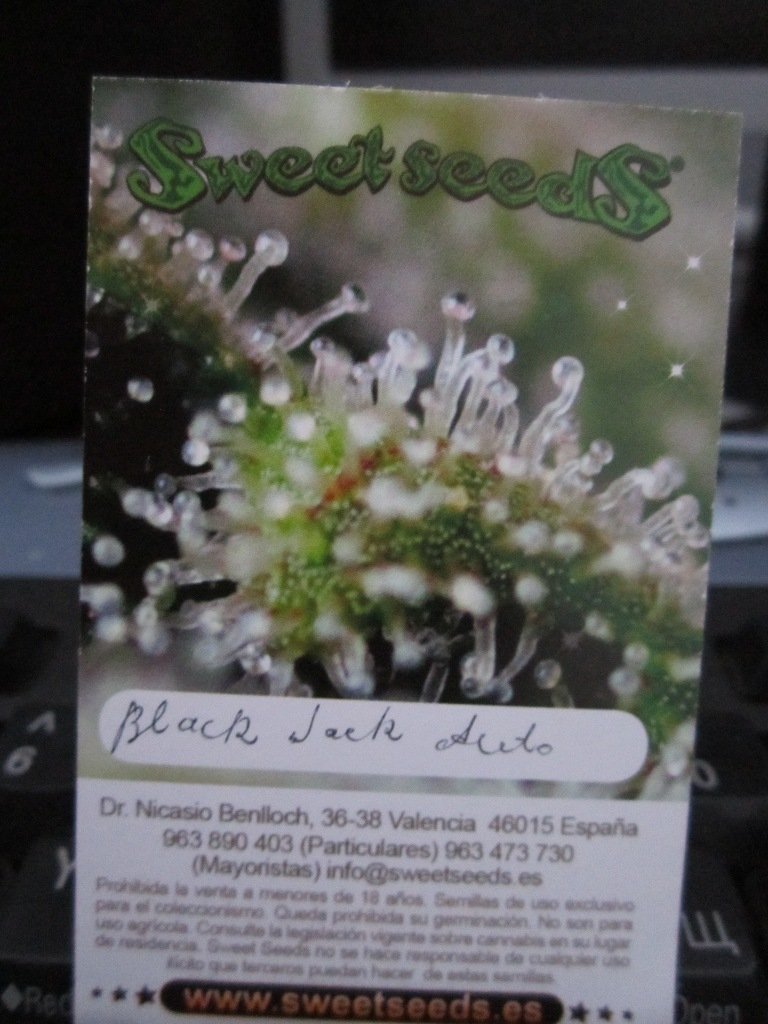 Sweet seeds®
Black Jack Auto
Dr. Nicasio Benlloch, 36-38 Valencia 46015 España
963 890 403 (Particulares) 963 473 730
(Mayoristas) info@sweetseeds.es
Prohibida la venta a menores de 18 años. Semillas de uso exclusivo
para el coleccionismo. Queda prohibida su germinación. No son para
uso agrícola. Consulte la legislación vigente sobre cannabis en su lugar
de residencia. Sweet Seeds no se hace responsable de cualquier uso
ilícito que terceros puedan hacer de estas semillas.
www.sweetseeds.es
^
6
Щ
Open